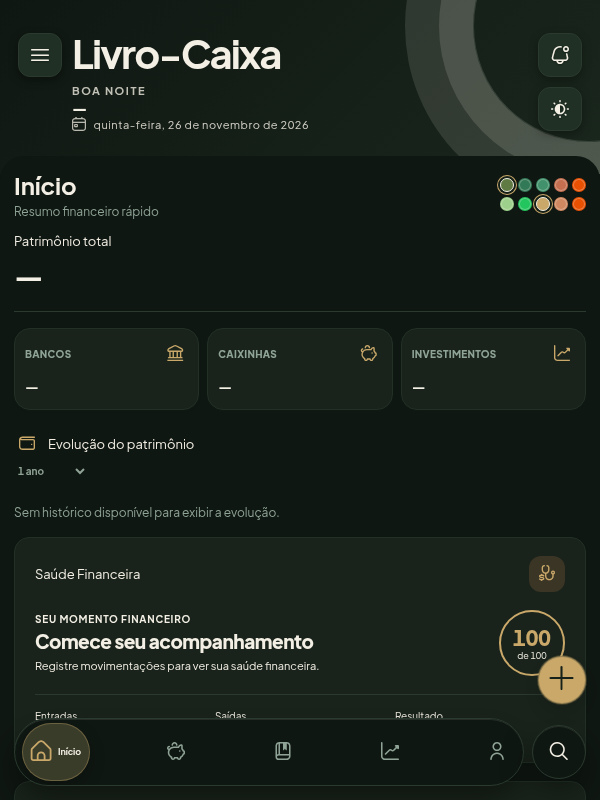 Livro-Caixa
BOA NOITE
—
quinta-feira, 26 de novembro de 2026
Início
Resumo financeiro rápido
Patrimônio total
—
BANCOS
—
CAIXINHAS
—
INVESTIMENTOS
—
Evolução do patrimônio
1 ano
Sem histórico disponível para exibir a evolução.
Saúde Financeira
SEU MOMENTO FINANCEIRO
Comece seu acompanhamento
Registre movimentações para ver sua saúde financeira.
100
de 100
Entradas
Saídas
Resultado
Início